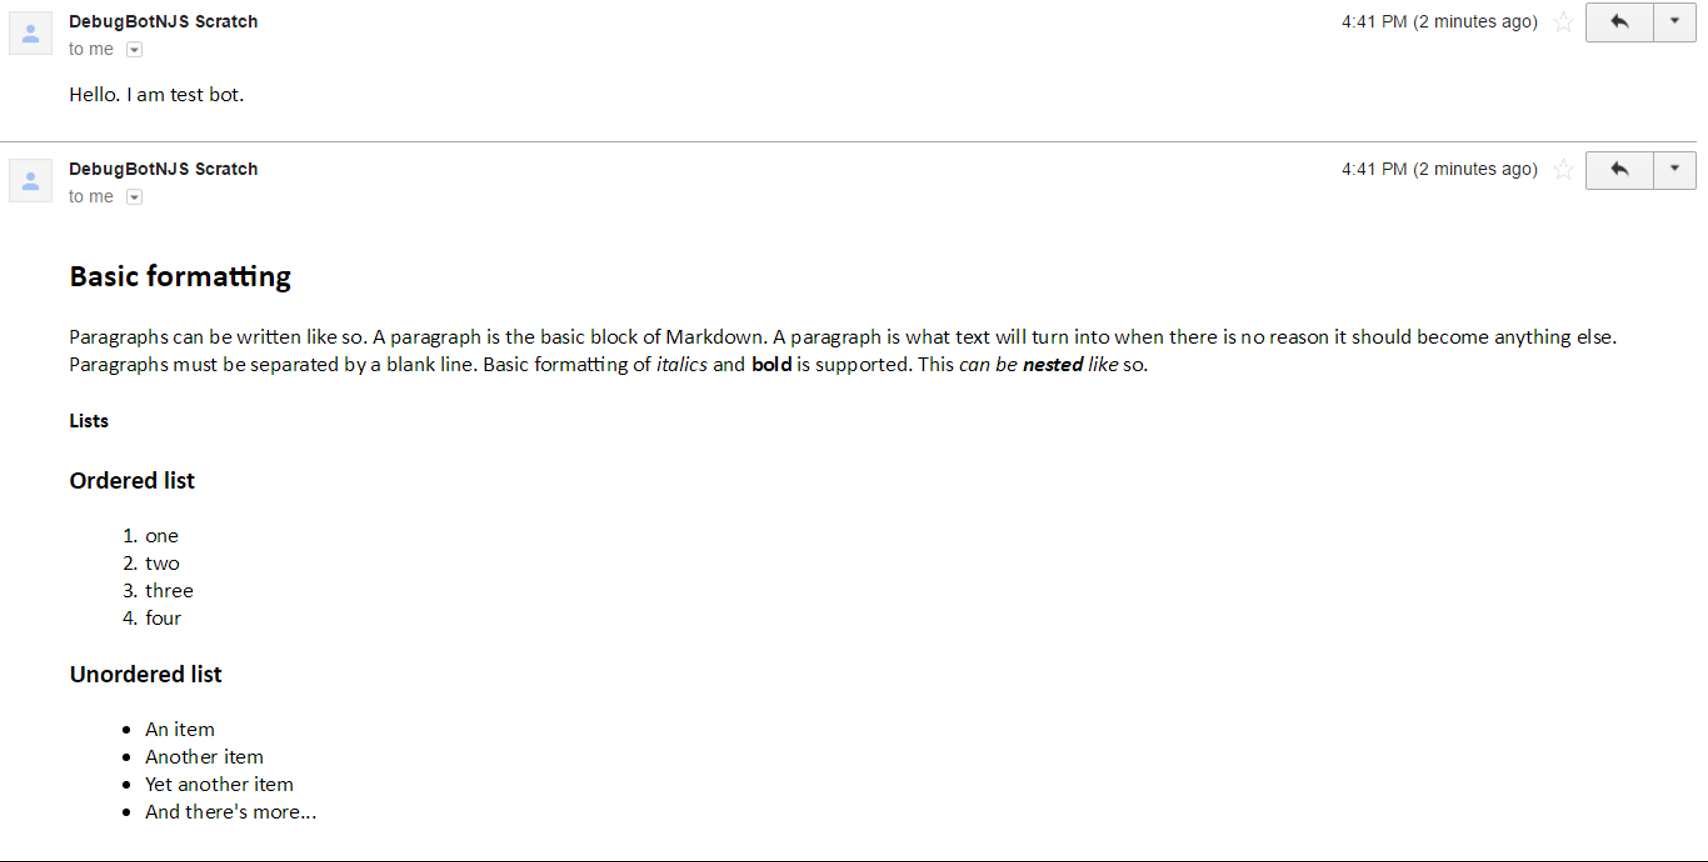 DebugBotNJS Scratch
4:41 PM (2 minutes ago)
to me
Hello. I am test bot.
DebugBotNJS Scratch
4:41 PM (2 minutes ago)
to me
Basic formatting
Paragraphs can be written like so. A paragraph is the basic block of Markdown. A paragraph is what text will turn into when there is no reason it should become anything else.
Paragraphs must be separated by a blank line. Basic formatting of italics and bold is supported. This can be nested like so.
Lists
Ordered list
1. one
2. two
3. three
4. four
Unordered list
• An item
• Another item
• Yet another item
• And there's more...